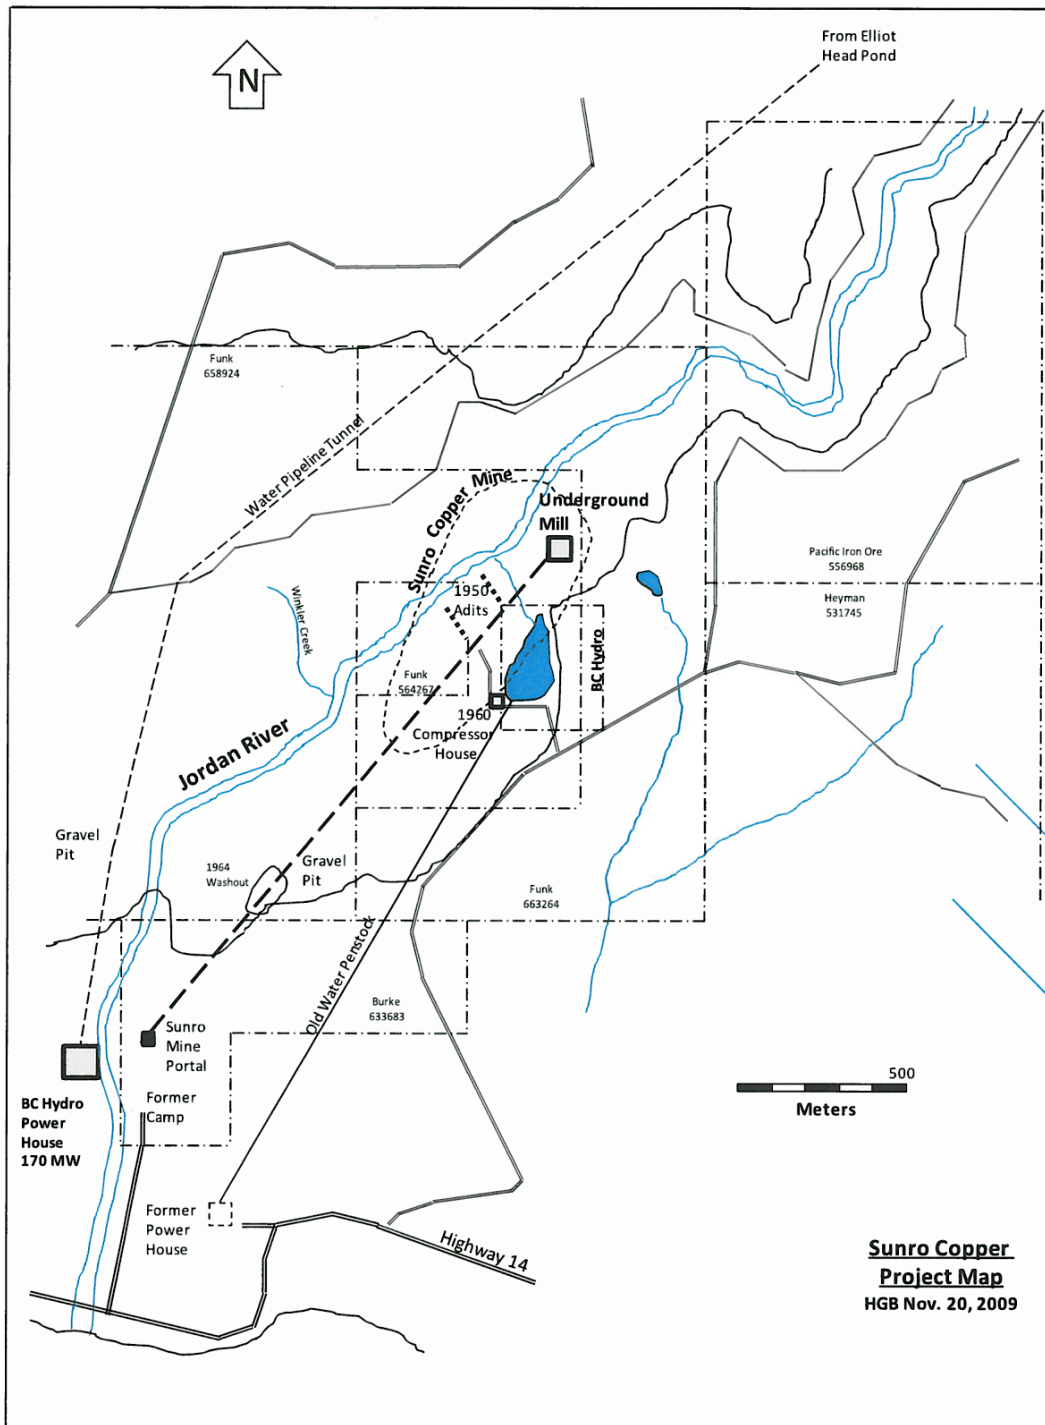 From Elliot
Head Pond
N
Funk
658924
Water Pipeline Tunnel
Sunro Copper Mine
Underground
Mill
Pacific Iron Ore
556968
Heyman
531745
1950
Adits
Winkler Creek
BC Hydro
Funk
564267
1960
Compressor
House
Jordan River
Gravel
Pit
1964
Washout
Gravel
Pit
Funk
663264
Old Water Penstock
Burke
633683
Sunro
Mine
Portal
500
Meters
BC Hydro
Power
House
170 MW
Former
Camp
Former
Power
House
Highway 14
Sunro Copper
Project Map
HGB Nov. 20, 2009